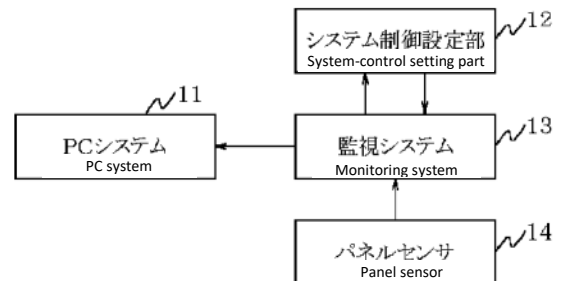 12
システム制御設定部
System-control setting part
11
13
PCシステム
PC system
監視システム
Monitoring system
14
パネルセンサ
Panel sensor